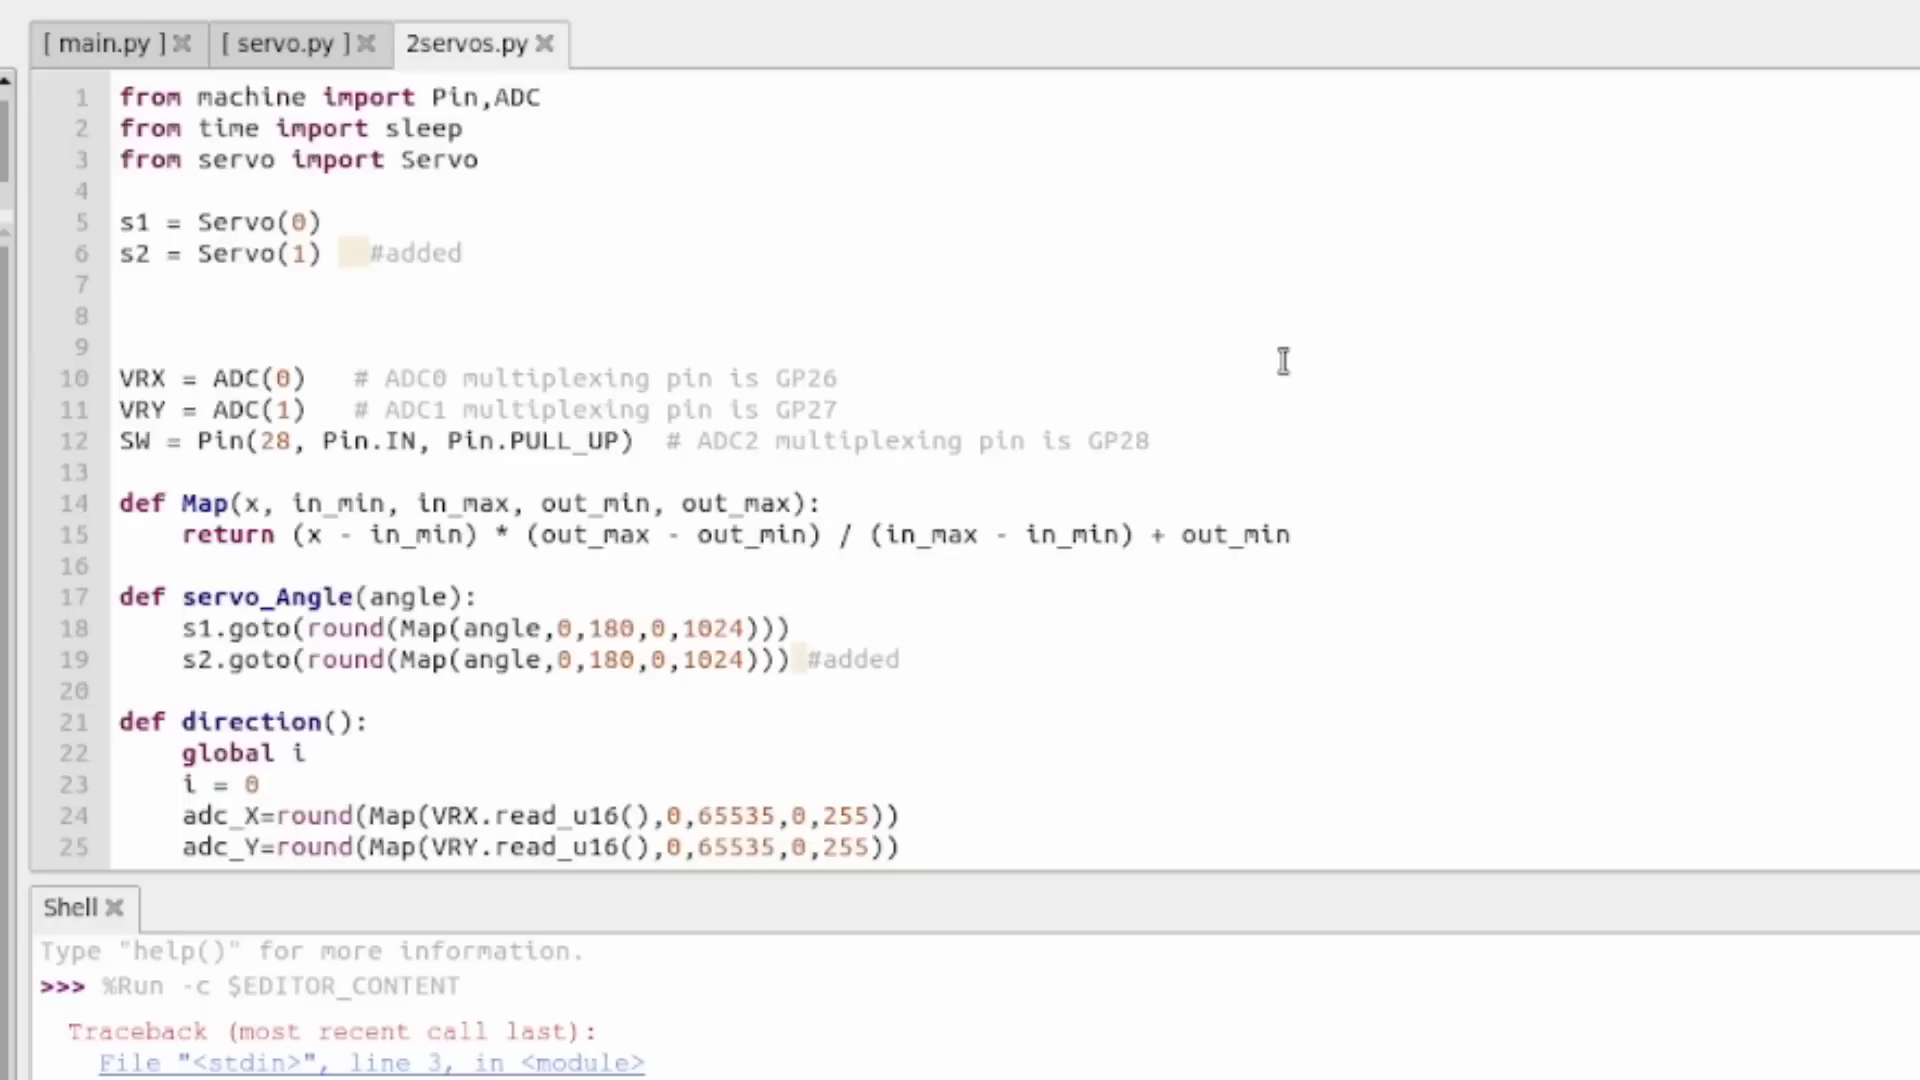 [ main.py ] [ servo.py ] 2servos.py
1 from machine import Pin,ADC
2 from time import sleep
3 from servo import Servo
4
5 s1 = Servo(0)
6 s2 = Servo(1)   #added
7
8
9
10 VRX = ADC(0)   # ADC0 multiplexing pin is GP26
11 VRY = ADC(1)   # ADC1 multiplexing pin is GP27
12 SW = Pin(28, Pin.IN, Pin.PULL_UP)  # ADC2 multiplexing pin is GP28
13
14 def Map(x, in_min, in_max, out_min, out_max):
15     return (x - in_min) * (out_max - out_min) / (in_max - in_min) + out_min
16
17 def servo_Angle(angle):
18     s1.goto(round(Map(angle,0,180,0,1024)))
19     s2.goto(round(Map(angle,0,180,0,1024))) #added
20
21 def direction():
22     global i
23     i = 0
24     adc_X=round(Map(VRX.read_u16(),0,65535,0,255))
25     adc_Y=round(Map(VRY.read_u16(),0,65535,0,255))
Shell
Type "help()" for more information.
>>> %Run -c $EDITOR_CONTENT
Traceback (most recent call last):
File "<stdin>", line 3, in <module>